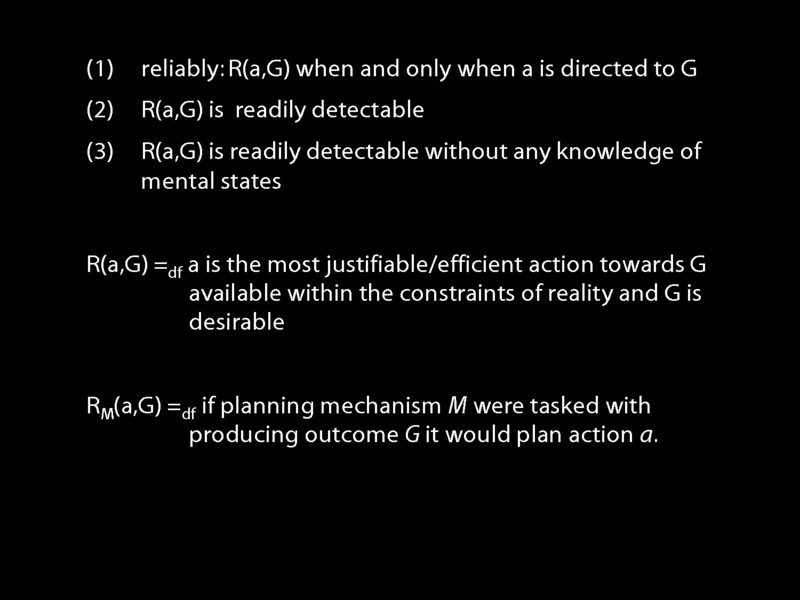 (1) reliably: R(a,G) when and only when a is directed to G
(2) R(a,G) is readily detectable
(3) R(a,G) is readily detectable without any knowledge of
mental states
R(a,G) =df a is the most justifiable/efficient action towards G
available within the constraints of reality and G is
desirable
RM(a,G) =df if planning mechanism M were tasked with
producing outcome G it would plan action a.